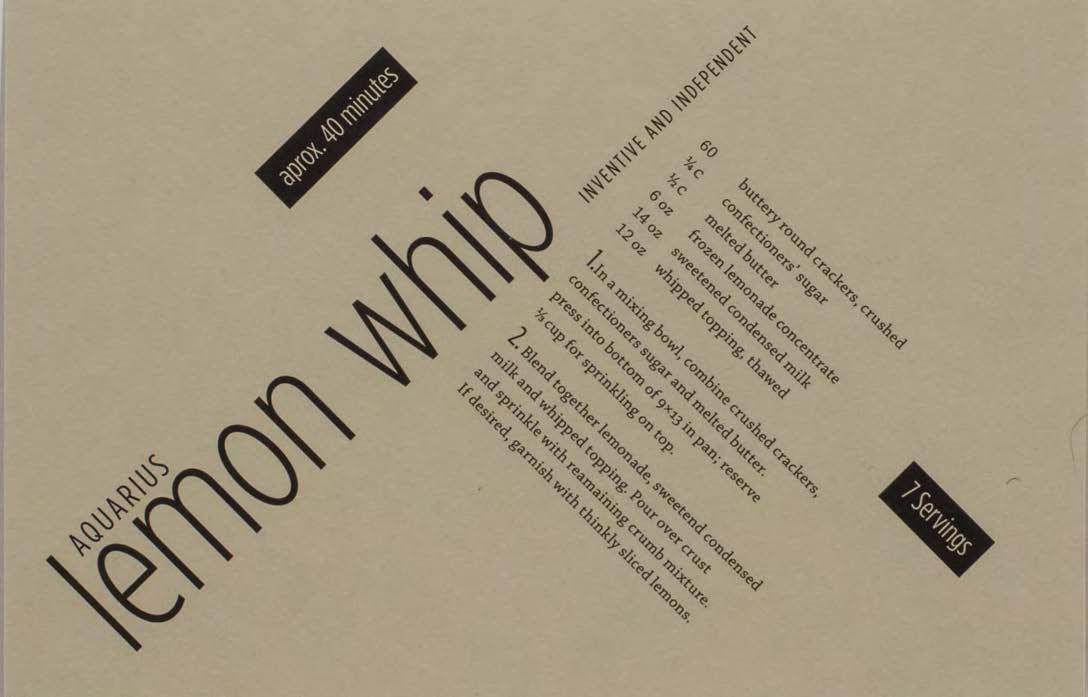 aprox. 40 minutes
AQUARIUS
lemon whip
INVENTIVE AND INDEPENDENT
60 buttery round crackers, crushed
¾ c confectioners' sugar
½ c melted butter
6 oz frozen lemonade concentrate
14 oz sweetened condensed milk
12 oz whipped topping, thawed
1.In a mixing bowl, combine crushed crackers,
confectioners sugar and melted butter.
press into bottom of 9×13 in pan; reserve
⅓ cup for sprinkling on top.
2. Blend together lemonade, sweetend condensed
milk and whipped topping. Pour over crust
and sprinkle with reamaining crumb mixture.
If desired, garnish with thinkly sliced lemons.
7 Servings